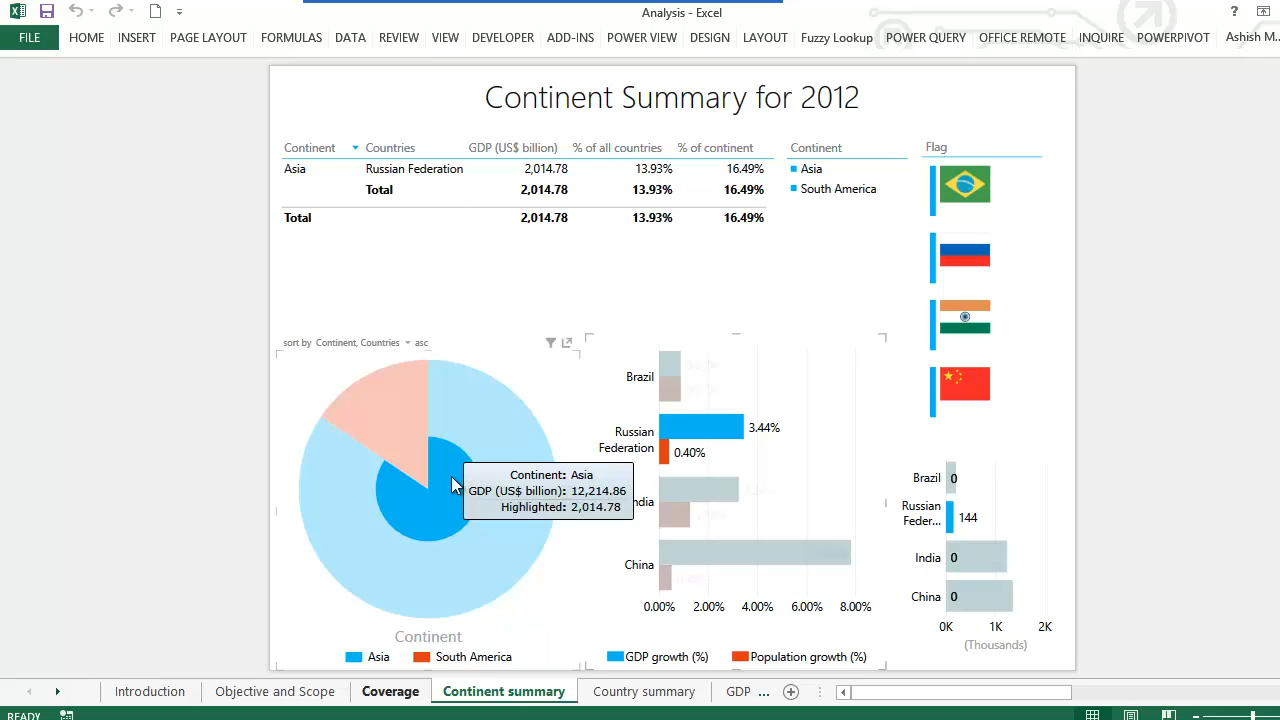 Analysis - Excel
?
FILE HOME INSERT PAGE LAYOUT FORMULAS DATA REVIEW VIEW DEVELOPER ADD-INS POWER VIEW DESIGN LAYOUT Fuzzy Lookup POWER QUERY OFFICE REMOTE INQUIRE POWERPIVOT Ashish M...
Continent Summary for 2012
Continent Countries GDP (US$ billion) % of all countries % of continent
Asia Russian Federation 2,014.78 13.93% 16.49%
Total 2,014.78 13.93% 16.49%
Total 2,014.78 13.93% 16.49%
Continent
Asia
South America
Flag
sort by Continent, Countries asc
Continent: Asia
GDP (US$ billion): 12,214.86
Highlighted: 2,014.78
Continent
Asia South America
Brazil
Russian
Federation
3.44%
0.40%
China
0.00% 2.00% 4.00% 6.00% 8.00%
GDP growth (%) Population growth (%)
Brazil 0
Russian
Feder... 144
India 0
China 0
0K 1K 2K
(Thousands)
Introduction Objective and Scope Coverage Continent summary Country summary GDP ...
READY